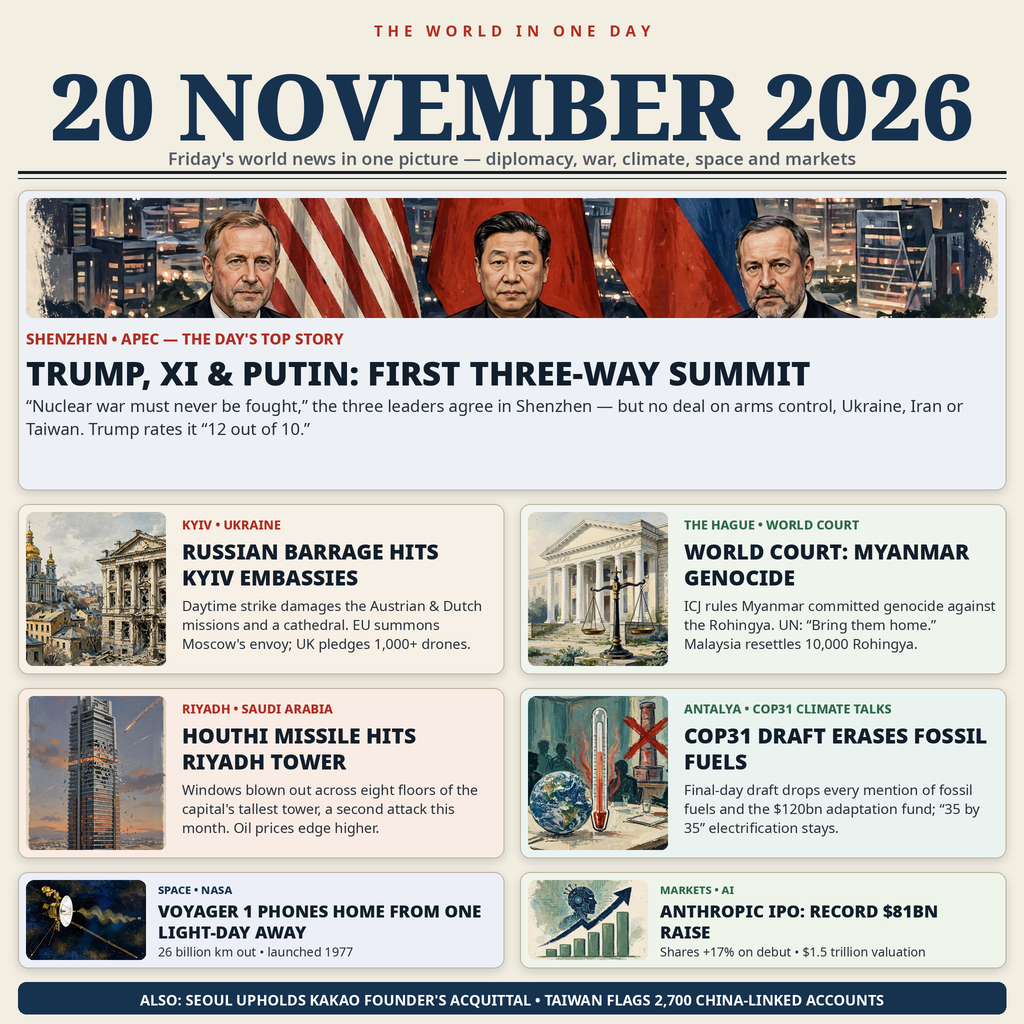 THE WORLD IN ONE DAY
20 NOVEMBER 2026
Friday's world news in one picture — diplomacy, war, climate, space and markets
SHENZHEN • APEC — THE DAY'S TOP STORY
TRUMP, XI & PUTIN: FIRST THREE-WAY SUMMIT
“Nuclear war must never be fought,” the three leaders agree in Shenzhen — but no deal on arms control, Ukraine, Iran or
Taiwan. Trump rates it “12 out of 10.”
KYIV • UKRAINE
RUSSIAN BARRAGE HITS
KYIV EMBASSIES
Daytime strike damages the Austrian & Dutch
missions and a cathedral. EU summons
Moscow's envoy; UK pledges 1,000+ drones.
THE HAGUE • WORLD COURT
WORLD COURT: MYANMAR
GENOCIDE
ICJ rules Myanmar committed genocide against
the Rohingya. UN: “Bring them home.”
Malaysia resettles 10,000 Rohingya.
RIYADH • SAUDI ARABIA
HOUTHI MISSILE HITS
RIYADH TOWER
Windows blown out across eight floors of the
capital's tallest tower, a second attack this
month. Oil prices edge higher.
ANTALYA • COP31 CLIMATE TALKS
COP31 DRAFT ERASES FOSSIL
FUELS
Final-day draft drops every mention of fossil
fuels and the $120bn adaptation fund; “35 by
35” electrification stays.
SPACE • NASA
VOYAGER 1 PHONES HOME FROM ONE
LIGHT-DAY AWAY
26 billion km out • launched 1977
MARKETS • AI
ANTHROPIC IPO: RECORD $81BN
RAISE
Shares +17% on debut • $1.5 trillion valuation
ALSO: SEOUL UPHOLDS KAKAO FOUNDER'S ACQUITTAL • TAIWAN FLAGS 2,700 CHINA-LINKED ACCOUNTS